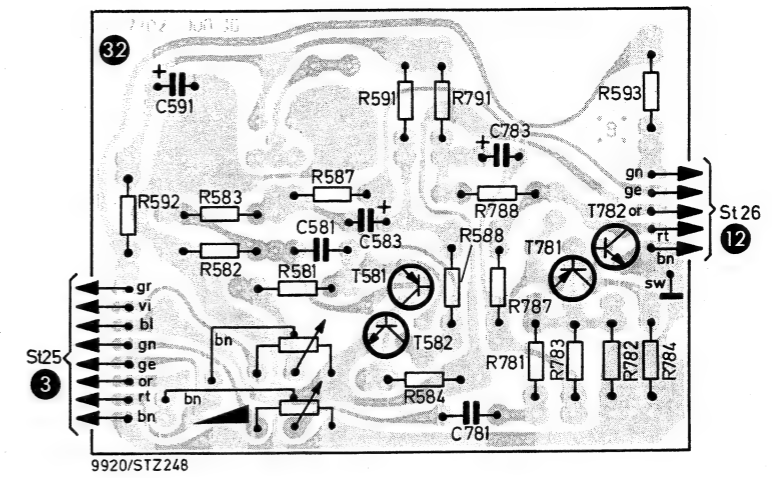 32
C591
R591
R791
R593
C783
gn
ge
or
rt
bn
St26
12
sw
R592
R583
R587
R788
T782
C581
C583
R588
T781
R582
R581
T581
R787
gr
vi
bl
gn
ge
or
rt
bn
St25
3
bn
bn
T582
R781
R783
R782
R784
R584
C781
9920/STZ248